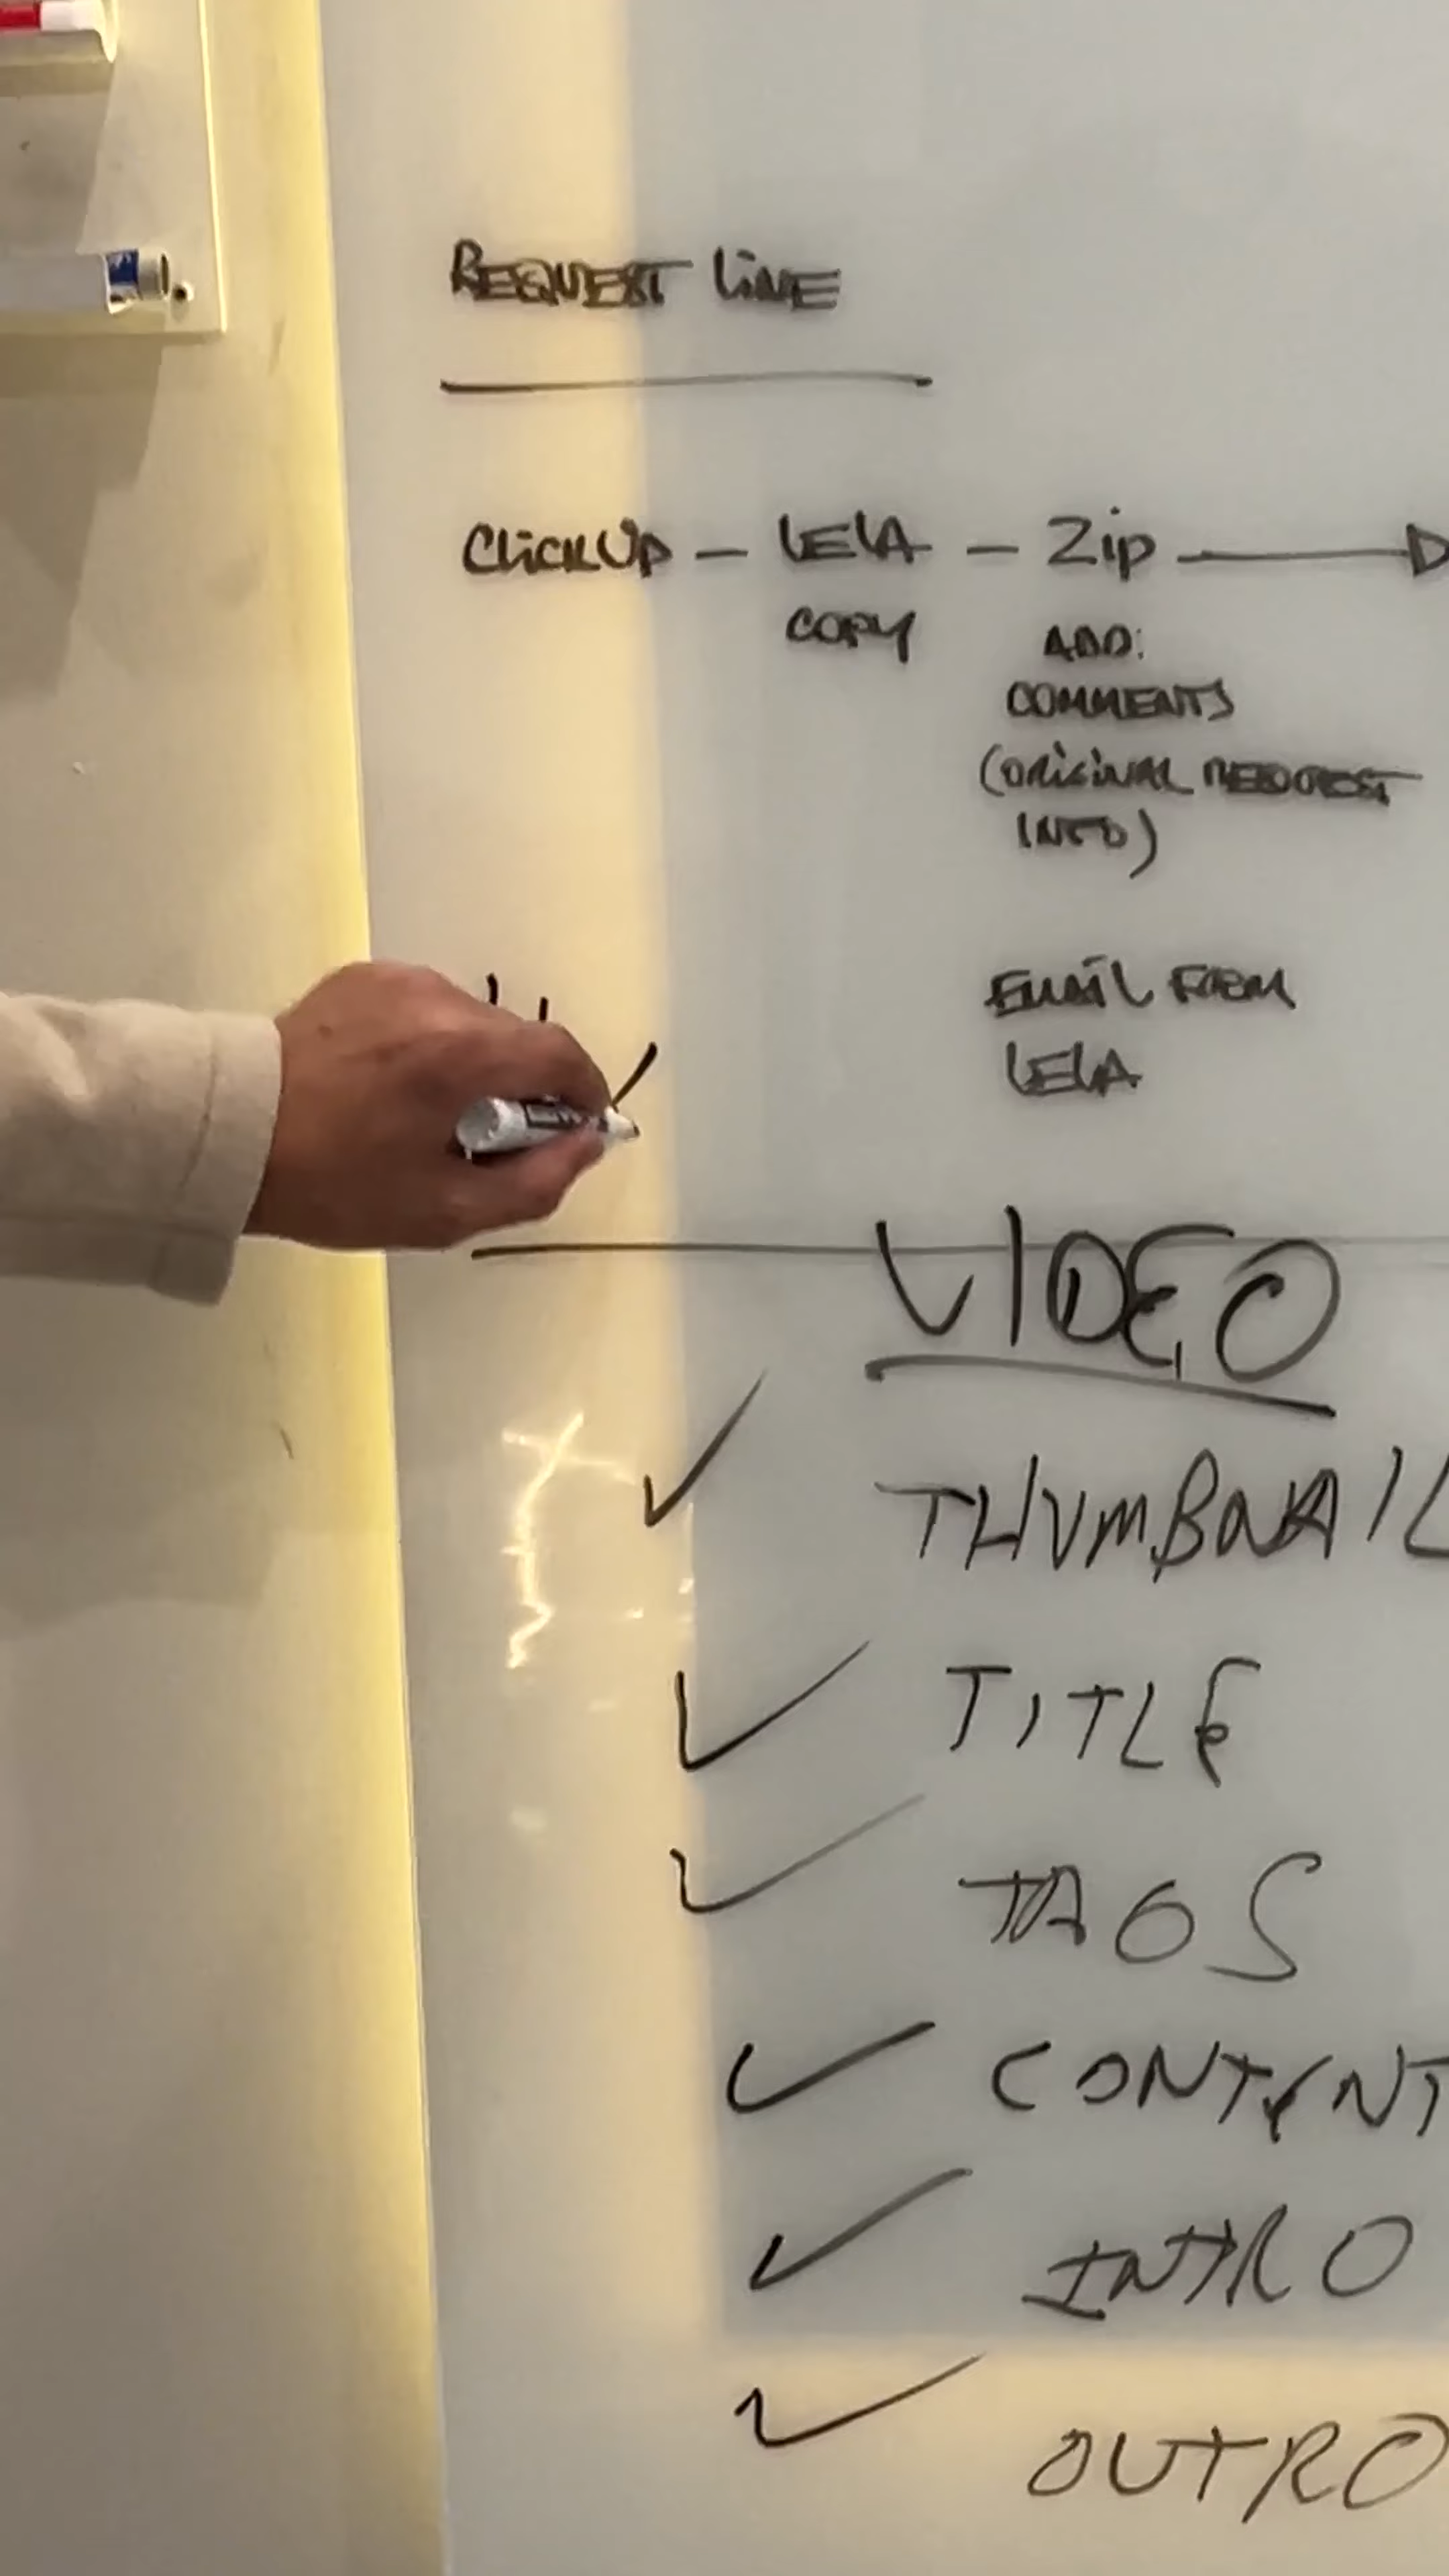 REQUEST LINE
CLICKUP — LELA — Zip
COPY
ADD:
COMMENTS
(ORIGINAL REQUEST
INFO)
EMAIL FORM
LELA
VIDEO
THUMBNAIL
TITLE
TAGS
CONTENT
INTRO
OUTRO